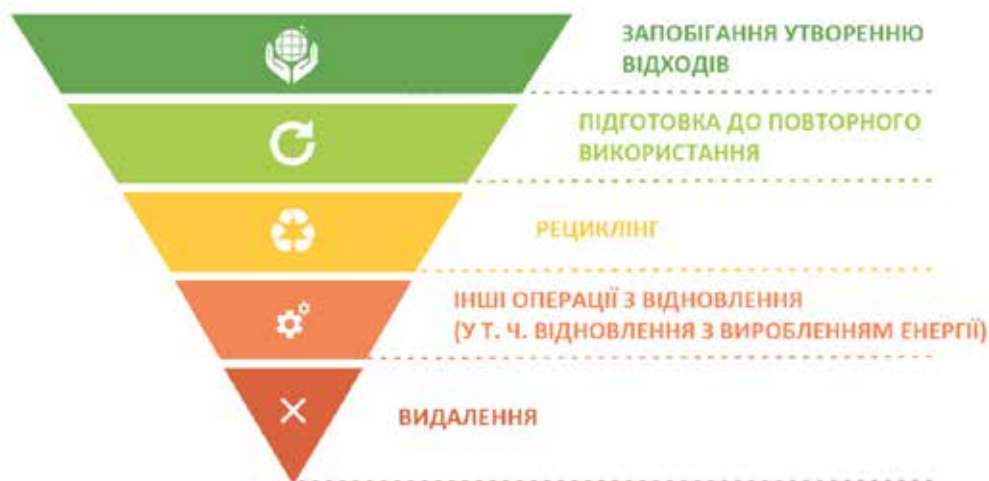 ЗАПОБІГАННЯ УТВОРЕННЮ
ВІДХОДІВ
ПІДГОТОВКА ДО ПОВТОРНОГО
ВИКОРИСТАННЯ
РЕЦИКЛІНГ
ІНШІ ОПЕРАЦІЇ З ВІДНОВЛЕННЯ
(У Т. Ч. ВІДНОВЛЕННЯ З ВИРОБЛЕННЯМ ЕНЕРГІЇ)
ВИДАЛЕННЯ